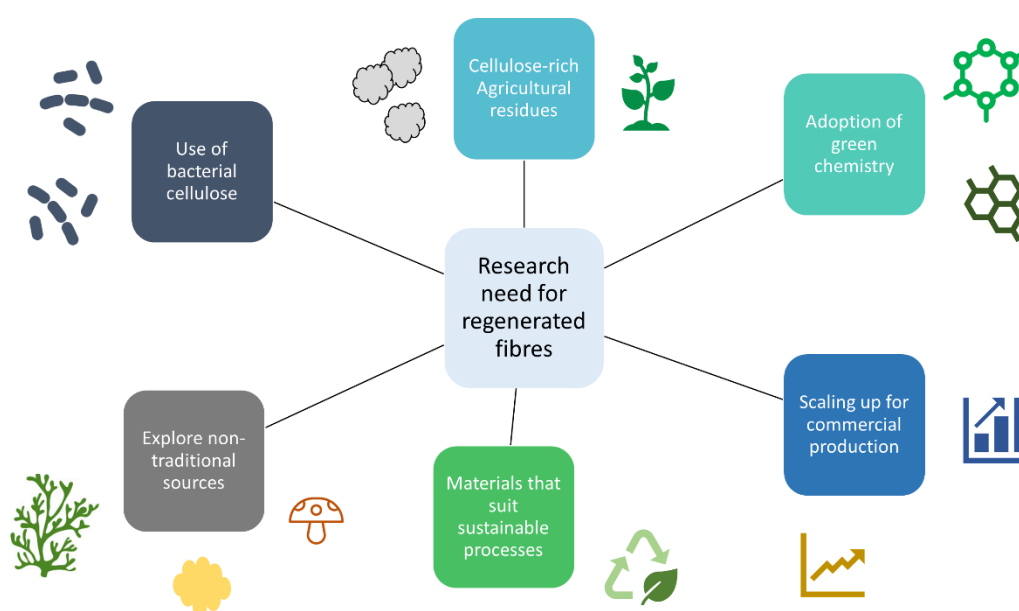 Cellulose-rich
Agricultural
residues
Use of
bacterial
cellulose
Adoption of
green
chemistry
Research
need for
regenerated
fibres
Explore non-
traditional
sources
Scaling up for
commercial
production
Materials that
suit
sustainable
processes